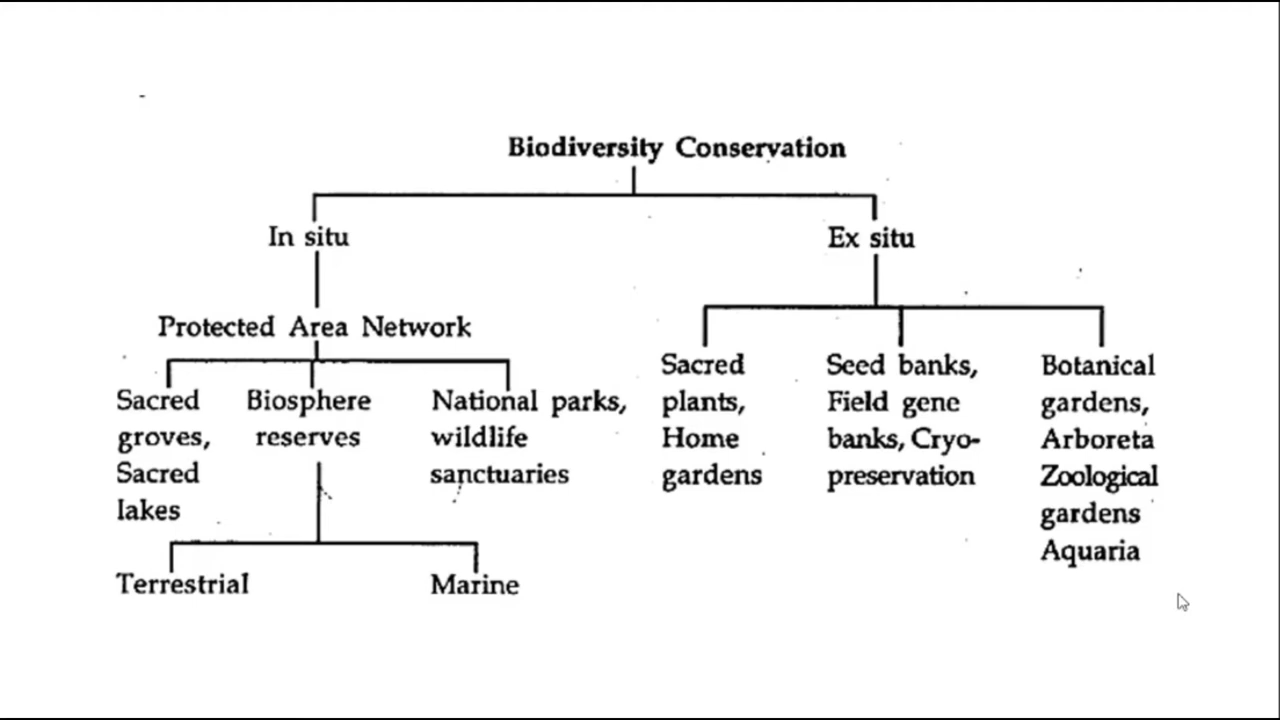 Biodiversity Conservation
In situ
Ex situ
Protected Area Network
Sacred
groves,
Sacred
lakes
Biosphere
reserves
National parks,
wildlife
sanctuaries
Terrestrial
Marine
Sacred
plants,
Home
gardens
Seed banks,
Field gene
banks, Cryo-
preservation
Botanical
gardens,
Arboreta
Zoological
gardens
Aquaria